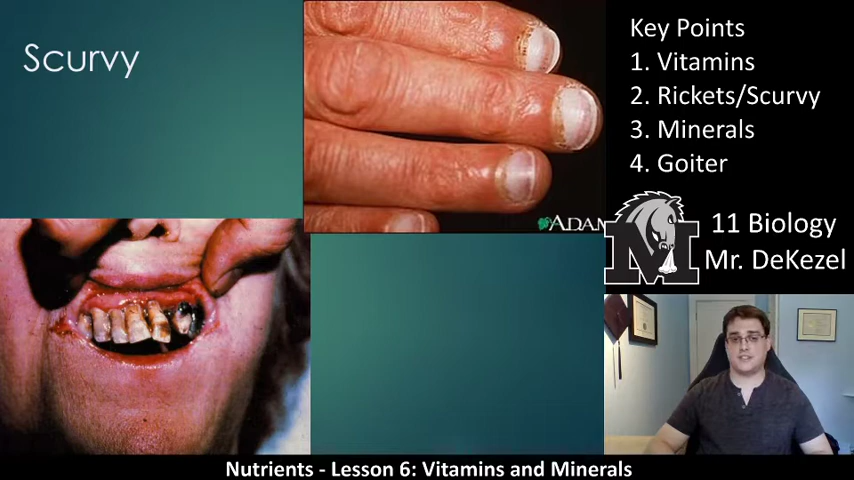 Scurvy
ADAM
Key Points
1. Vitamins
2. Rickets/Scurvy
3. Minerals
4. Goiter
M
11 Biology
Mr. DeKezel
Nutrients - Lesson 6: Vitamins and Minerals